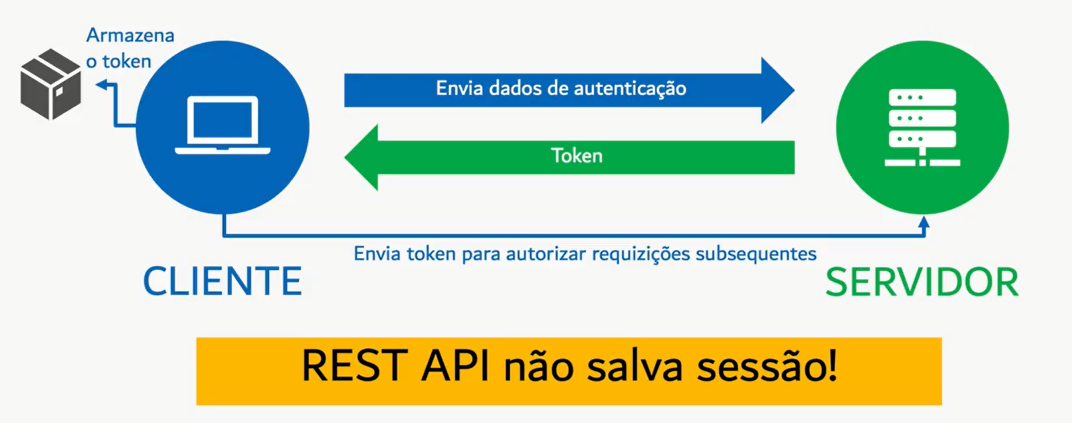 Armazena
o token
Envia dados de autenticação
Token
Envia token para autorizar requizições subsequentes
CLIENTE
SERVIDOR
REST API não salva sessão!